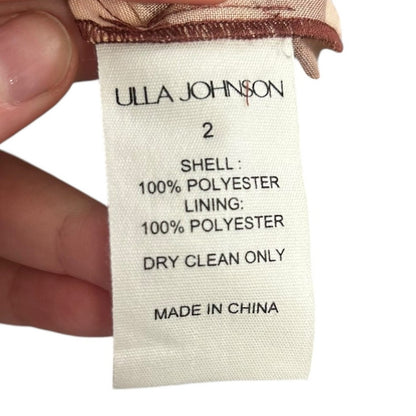 ULLA JOHNSON
2
SHELL :
100% POLYESTER
LINING:
100% POLYESTER
DRY CLEAN ONLY
MADE IN CHINA